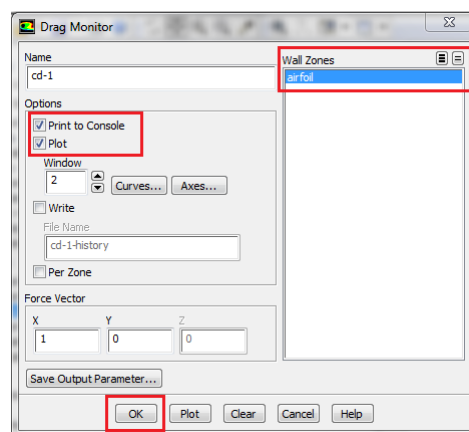 Drag Monitor
Name
cd-1
Options
Print to Console
Plot
Window
2
Curves...
Axes...
Write
File Name
cd-1-history
Per Zone
Force Vector
X
Y
Z
1
0
0
Save Output Parameter...
Wall Zones
airfoil
OK
Plot
Clear
Cancel
Help